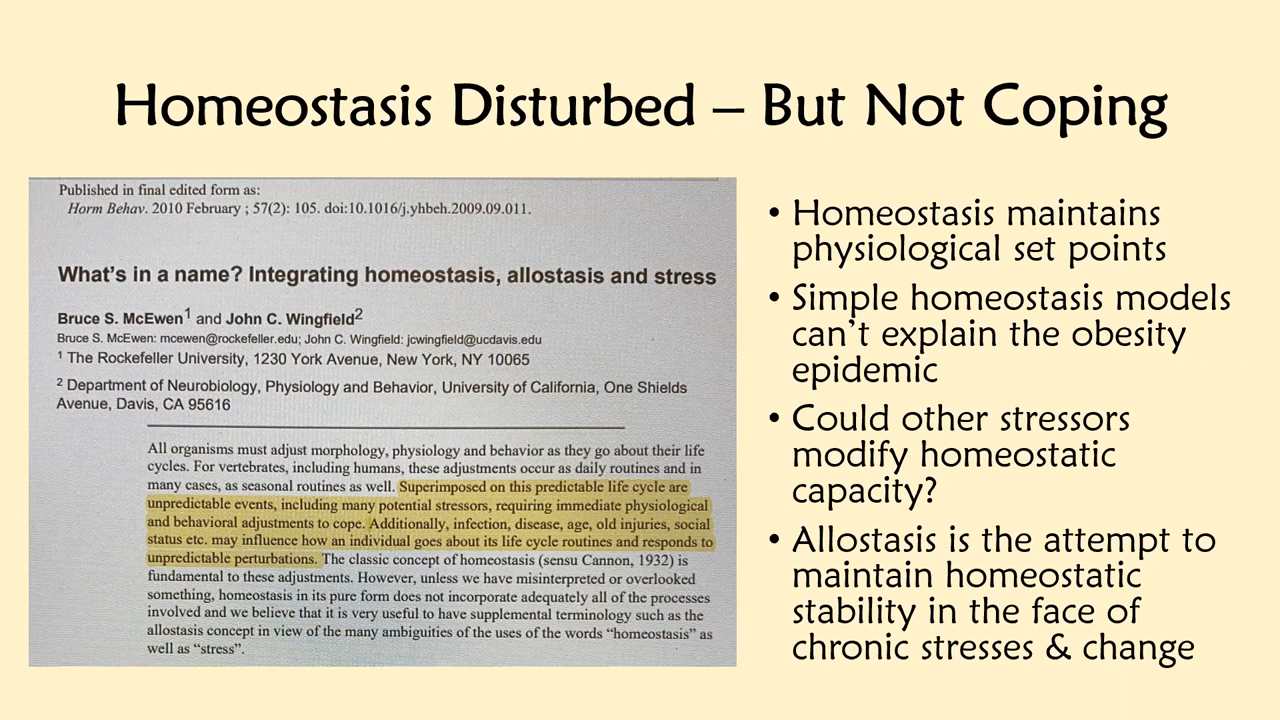 Homeostasis Disturbed – But Not Coping
Published in final edited form as:
Horm Behav. 2010 February ; 57(2): 105. doi:10.1016/j.yhbeh.2009.09.011.
What's in a name? Integrating homeostasis, allostasis and stress
Bruce S. McEwen1 and John C. Wingfield2
Bruce S. McEwen: mcewen@rockefeller.edu; John C. Wingfield: jcwingfield@ucdavis.edu
1 The Rockefeller University, 1230 York Avenue, New York, NY 10065
2 Department of Neurobiology, Physiology and Behavior, University of California, One Shields
Avenue, Davis, CA 95616
All organisms must adjust morphology, physiology and behavior as they go about their life
cycles. For vertebrates, including humans, these adjustments occur as daily routines and in
many cases, as seasonal routines as well. Superimposed on this predictable life cycle are
unpredictable events, including many potential stressors, requiring immediate physiological
and behavioral adjustments to cope. Additionally, infection, disease, age, old injuries, social
status etc. may influence how an individual goes about its life cycle routines and responds to
unpredictable perturbations. The classic concept of homeostasis (sensu Cannon, 1932) is
fundamental to these adjustments. However, unless we have misinterpreted or overlooked
something, homeostasis in its pure form does not incorporate adequately all of the processes
involved and we believe that it is very useful to have supplemental terminology such as the
allostasis concept in view of the many ambiguities of the uses of the words “homeostasis” as
well as “stress”.
• Homeostasis maintains
physiological set points
• Simple homeostasis models
can't explain the obesity
epidemic
• Could other stressors
modify homeostatic
capacity?
• Allostasis is the attempt to
maintain homeostatic
stability in the face of
chronic stresses & change